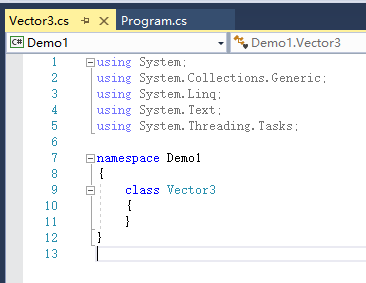 Vector3.cs Program.cs
C# Demo1 Demo1.Vector3
1 using System;
2 using System.Collections.Generic;
3 using System.Linq;
4 using System.Text;
5 using System.Threading.Tasks;
6
7 namespace Demo1
8 {
9 class Vector3
10 {
11 }
12 }
13